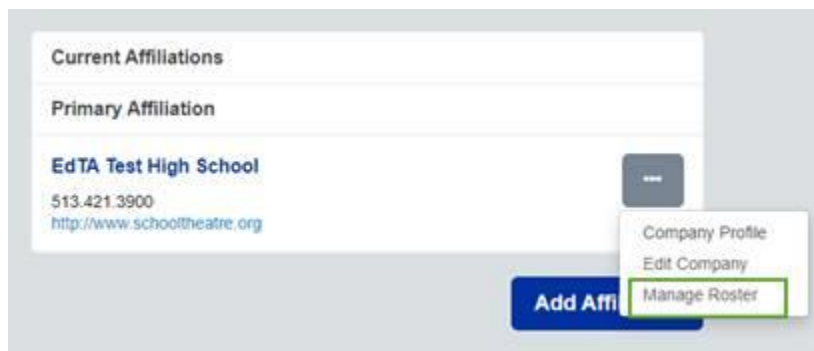 Current Affiliations
Primary Affiliation
EdTA Test High School
513.421.3900
http://www.schooltheatre.org
Company Profile
Edit Company
Manage Roster
Add Affi